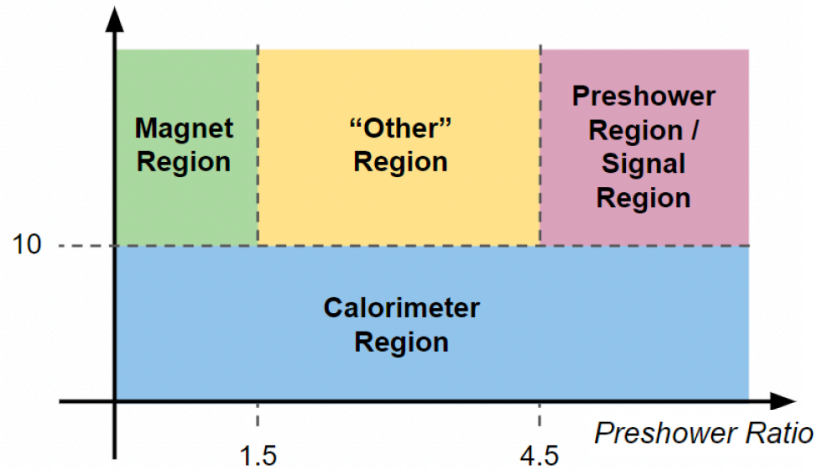 Magnet
Region
“Other”
Region
Preshower
Region /
Signal
Region
10
Calorimeter
Region
1.5
4.5
Preshower Ratio